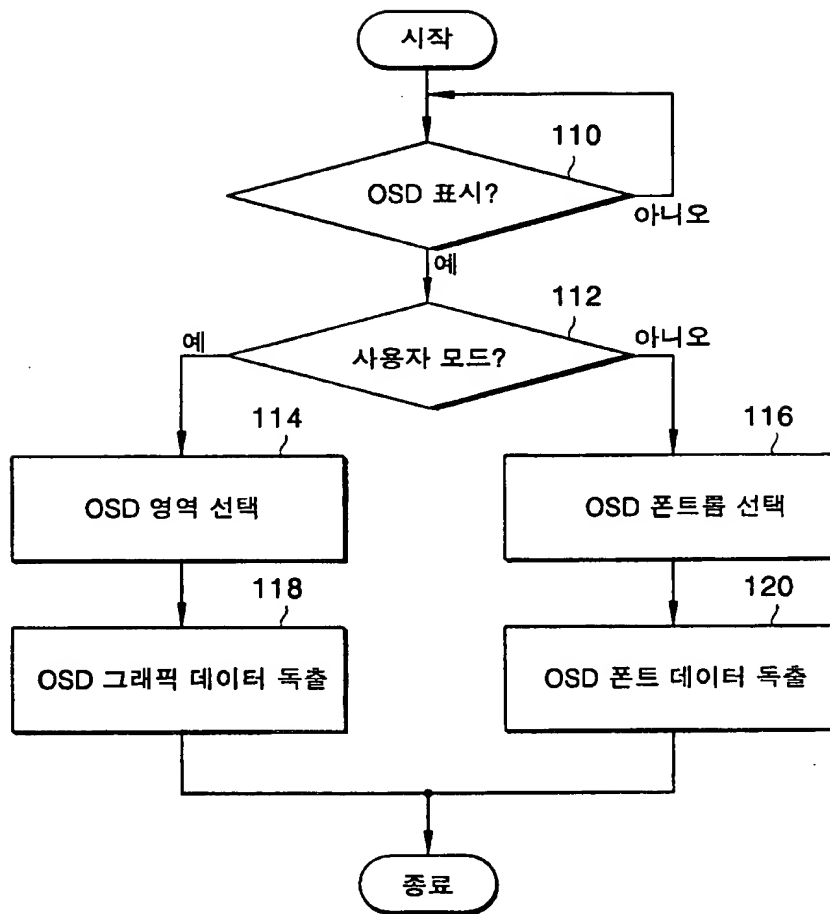 시작
110
OSD 표시?
아니오
예
112
예
사용자 모드?
아니오
114
116
OSD 영역 선택
OSD 폰트롬 선택
118
120
OSD 그래픽 데이터 독출
OSD 폰트 데이터 독출
종료